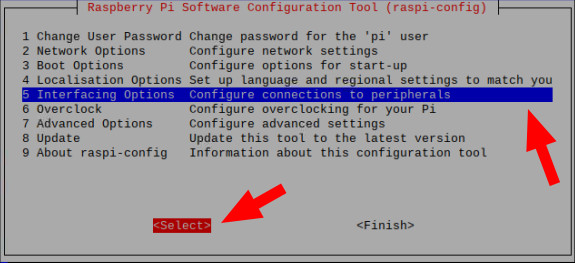 Raspberry Pi Software Configuration Tool (raspi-config)
1 Change User Password Change password for the 'pi' user
2 Network Options Configure network settings
3 Boot Options Configure options for start-up
4 Localisation Options Set up language and regional settings to match you
5 Interfacing Options Configure connections to peripherals
6 Overclock Configure overclocking for your Pi
7 Advanced Options Configure advanced settings
8 Update Update this tool to the latest version
9 About raspi-config Information about this configuration tool
<Select> <Finish>